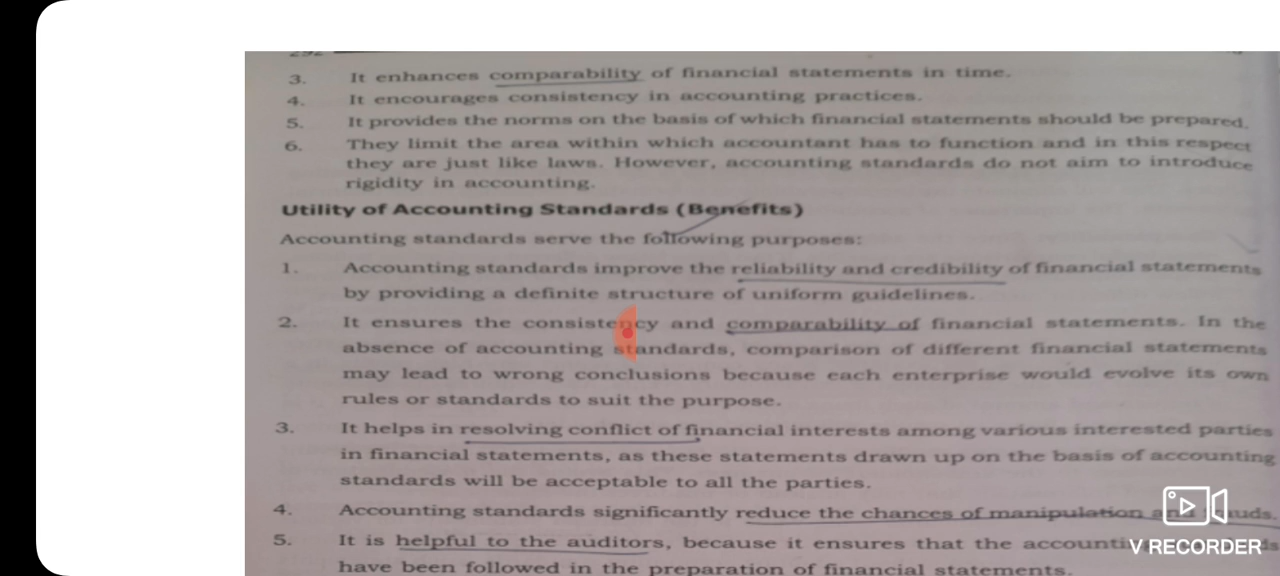 3. It enhances comparability of financial statements in time.
4. It encourages consistency in accounting practices.
5. It provides the norms on the basis of which financial statements should be prepared.
6. They limit the area within which accountant has to function and in this respect
they are just like laws. However, accounting standards do not aim to introduce
rigidity in accounting.
Utility of Accounting Standards (Benefits)
Accounting standards serve the following purposes:
1. Accounting standards improve the reliability and credibility of financial statements
by providing a definite structure of uniform guidelines.
2. It ensures the consistency and comparability of financial statements. In the
absence of accounting standards, comparison of different financial statements
may lead to wrong conclusions because each enterprise would evolve its own
rules or standards to suit the purpose.
3. It helps in resolving conflict of financial interests among various interested parties
in financial statements, as these statements drawn up on the basis of accounting
standards will be acceptable to all the parties.
4. Accounting standards significantly reduce the chances of manipulation
5. It is helpful to the auditors, because it ensures that the
V RECORDER
have been followed in the preparation of financial statements.